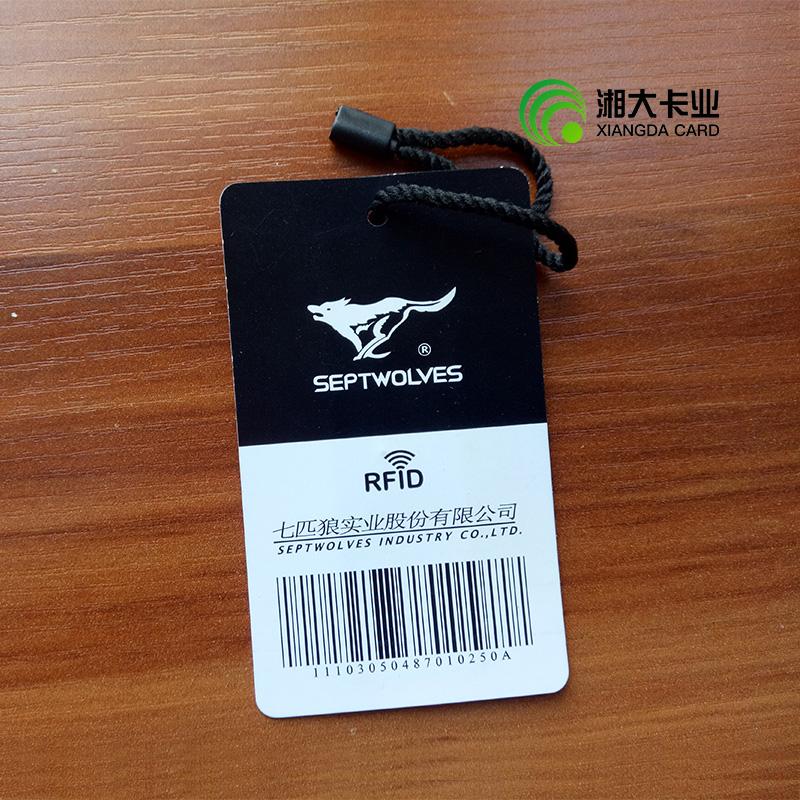 湘大卡业
XIANGDA CARD
®
SEPTWOLVES
RFID
七匹狼实业股份有限公司
SEPTWOLVES INDUSTRY CO.,LTD.
11103050487010250A